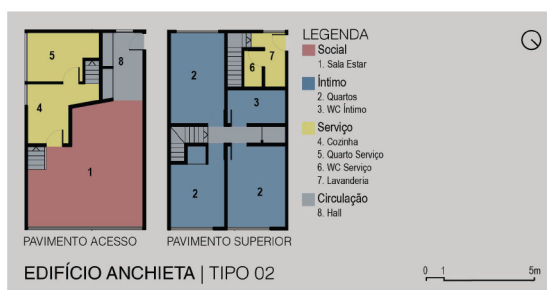 LEGENDA
Social
1. Sala Estar
Íntimo
2. Quartos
3. WC Íntimo
Serviço
4. Cozinha
5. Quarto Serviço
6. WC Serviço
7. Lavanderia
Circulação
8. Hall
5
8
4
1
2
7
6
3
2
2
PAVIMENTO ACESSO
PAVIMENTO SUPERIOR
EDIFÍCIO ANCHIETA | TIPO 02
0 1 5m